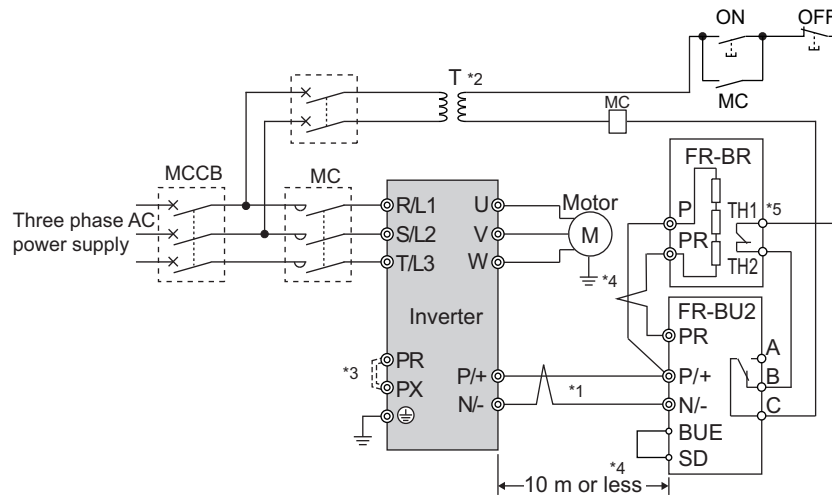 ON
OFF
T *2
MC
MC
FR-BR
MCCB
MC
Three phase AC
power supply
R/L1
S/L2
T/L3
U
V
W
Motor
M
*4
P
PR
TH1
*5
TH2
Inverter
FR-BU2
PR
*3
PR
PX
P/+
N/-
*1
P/+
N/-
BUE
SD
A
B
C
*4
10 m or less